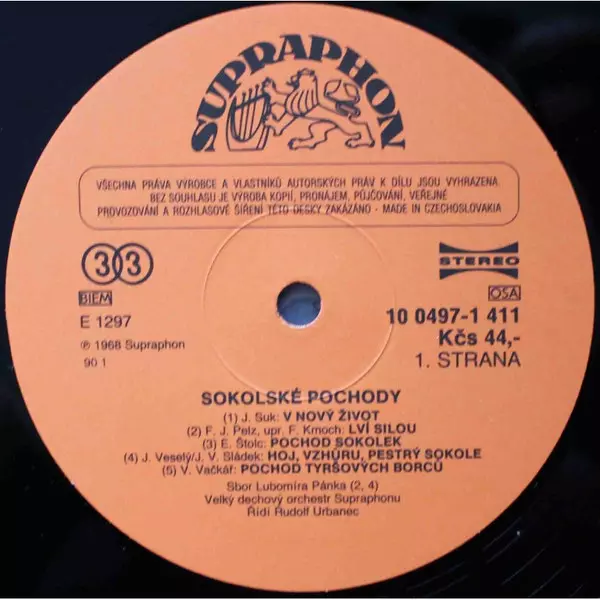 SUPRAPHON
VŠECHNA PRÁVA VÝROBCE A VLASTNÍKŮ AUTORSKÝCH PRÁV K DÍLU JSOU VYHRAZENA.
BEZ SOUHLASU JE VÝROBA KOPIÍ, PRONÁJEM, PŮJČOVÁNÍ, VEŘEJNÉ
PROVOZOVÁNÍ A ROZHLASOVÉ ŠÍŘENÍ TÉTO DESKY ZAKÁZÁNO - MADE IN CZECHOSLOVAKIA
33
STEREO
BIEM
OSA
E 1297
10 0497-1 411
℗ 1968 Supraphon
Kčs 44,-
90 1
1. STRANA
SOKOLSKÉ POCHODY
(1) J. Suk: V NOVÝ ŽIVOT
(2) F. J. Pelz, upr. F. Kmoch: LVÍ SILOU
(3) E. Štolc: POCHOD SOKOLEK
(4) J. Veselý/J. V. Sládek: HOJ, VZHŮRU, PESTRÝ SOKOLE
(5) V. Vačkář: POCHOD TYRŠOVÝCH BORCŮ
Sbor Lubomíra Pánka (2, 4)
Velký dechový orchestr Supraphonu
Řídí Rudolf Urbanec